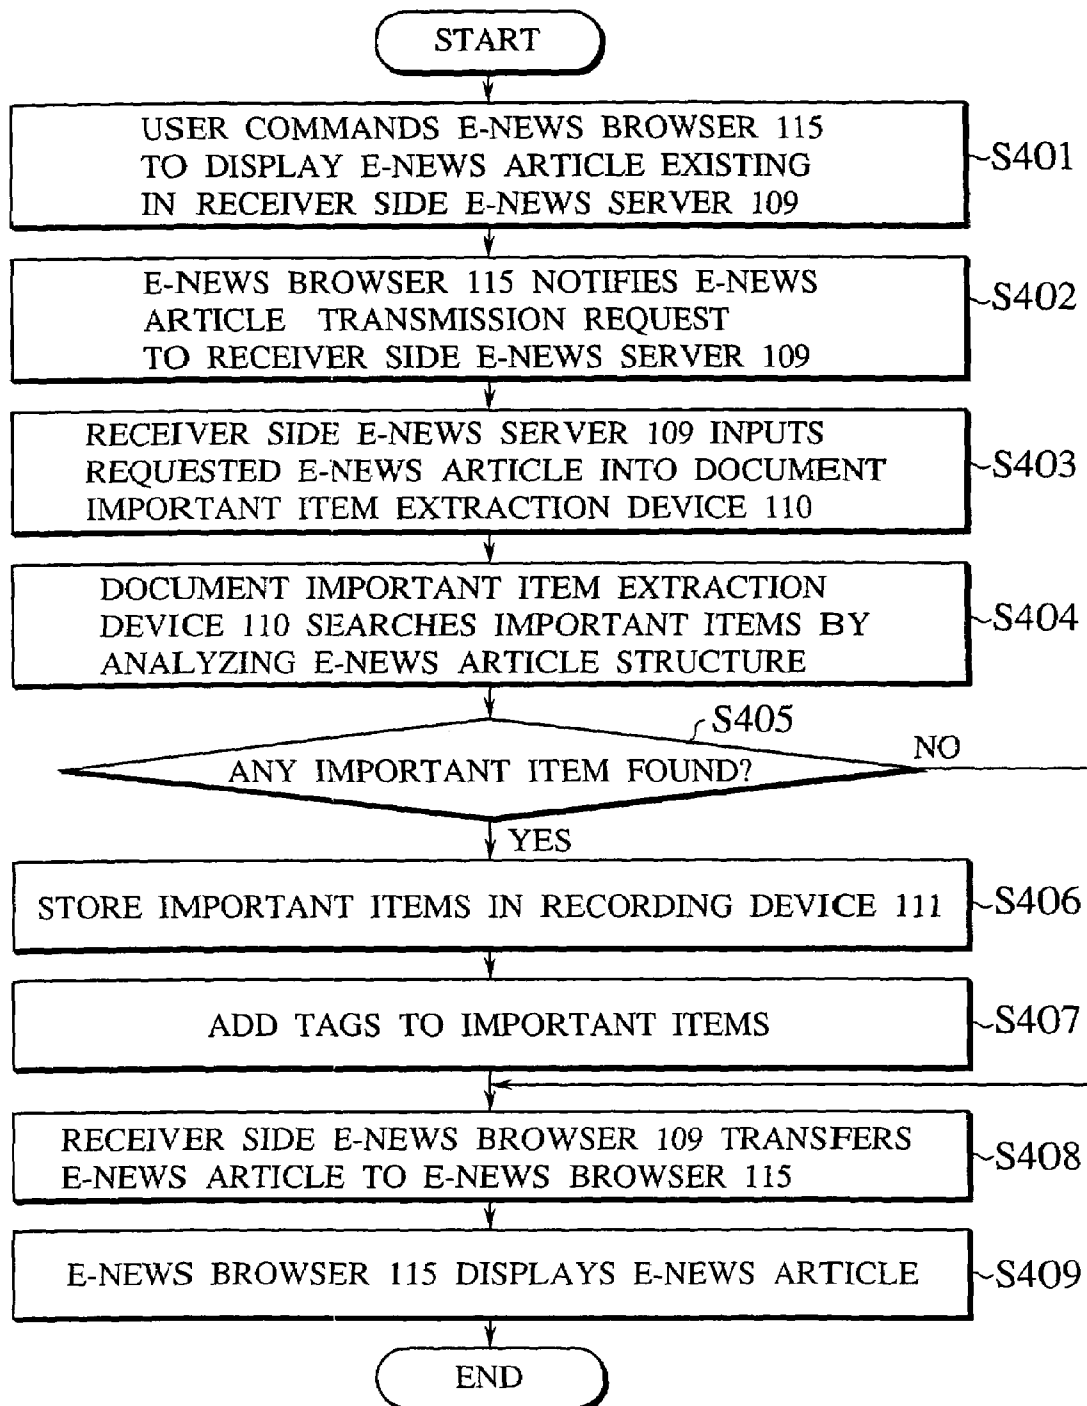 START
USER COMMANDS E-NEWS BROWSER 115
TO DISPLAY E-NEWS ARTICLE EXISTING
IN RECEIVER SIDE E-NEWS SERVER 109
S401
E-NEWS BROWSER 115 NOTIFIES E-NEWS
ARTICLE TRANSMISSION REQUEST
TO RECEIVER SIDE E-NEWS SERVER 109
S402
RECEIVER SIDE E-NEWS SERVER 109 INPUTS
REQUESTED E-NEWS ARTICLE INTO DOCUMENT
IMPORTANT ITEM EXTRACTION DEVICE 110
S403
DOCUMENT IMPORTANT ITEM EXTRACTION
DEVICE 110 SEARCHES IMPORTANT ITEMS BY
ANALYZING E-NEWS ARTICLE STRUCTURE
S404
S405
ANY IMPORTANT ITEM FOUND?
NO
YES
STORE IMPORTANT ITEMS IN RECORDING DEVICE 111
S406
ADD TAGS TO IMPORTANT ITEMS
S407
RECEIVER SIDE E-NEWS BROWSER 109 TRANSFERS
E-NEWS ARTICLE TO E-NEWS BROWSER 115
S408
E-NEWS BROWSER 115 DISPLAYS E-NEWS ARTICLE
S409
END